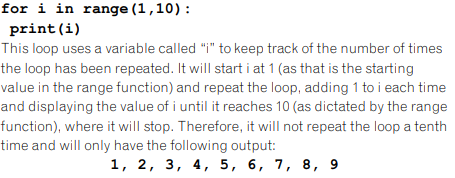 for i in range(1,10):
print(i)
This loop uses a variable called “i” to keep track of the number of times
the loop has been repeated. It will start i at 1 (as that is the starting
value in the range function) and repeat the loop, adding 1 to i each time
and displaying the value of i until it reaches 10 (as dictated by the range
function), where it will stop. Therefore, it will not repeat the loop a tenth
time and will only have the following output:
1, 2, 3, 4, 5, 6, 7, 8, 9